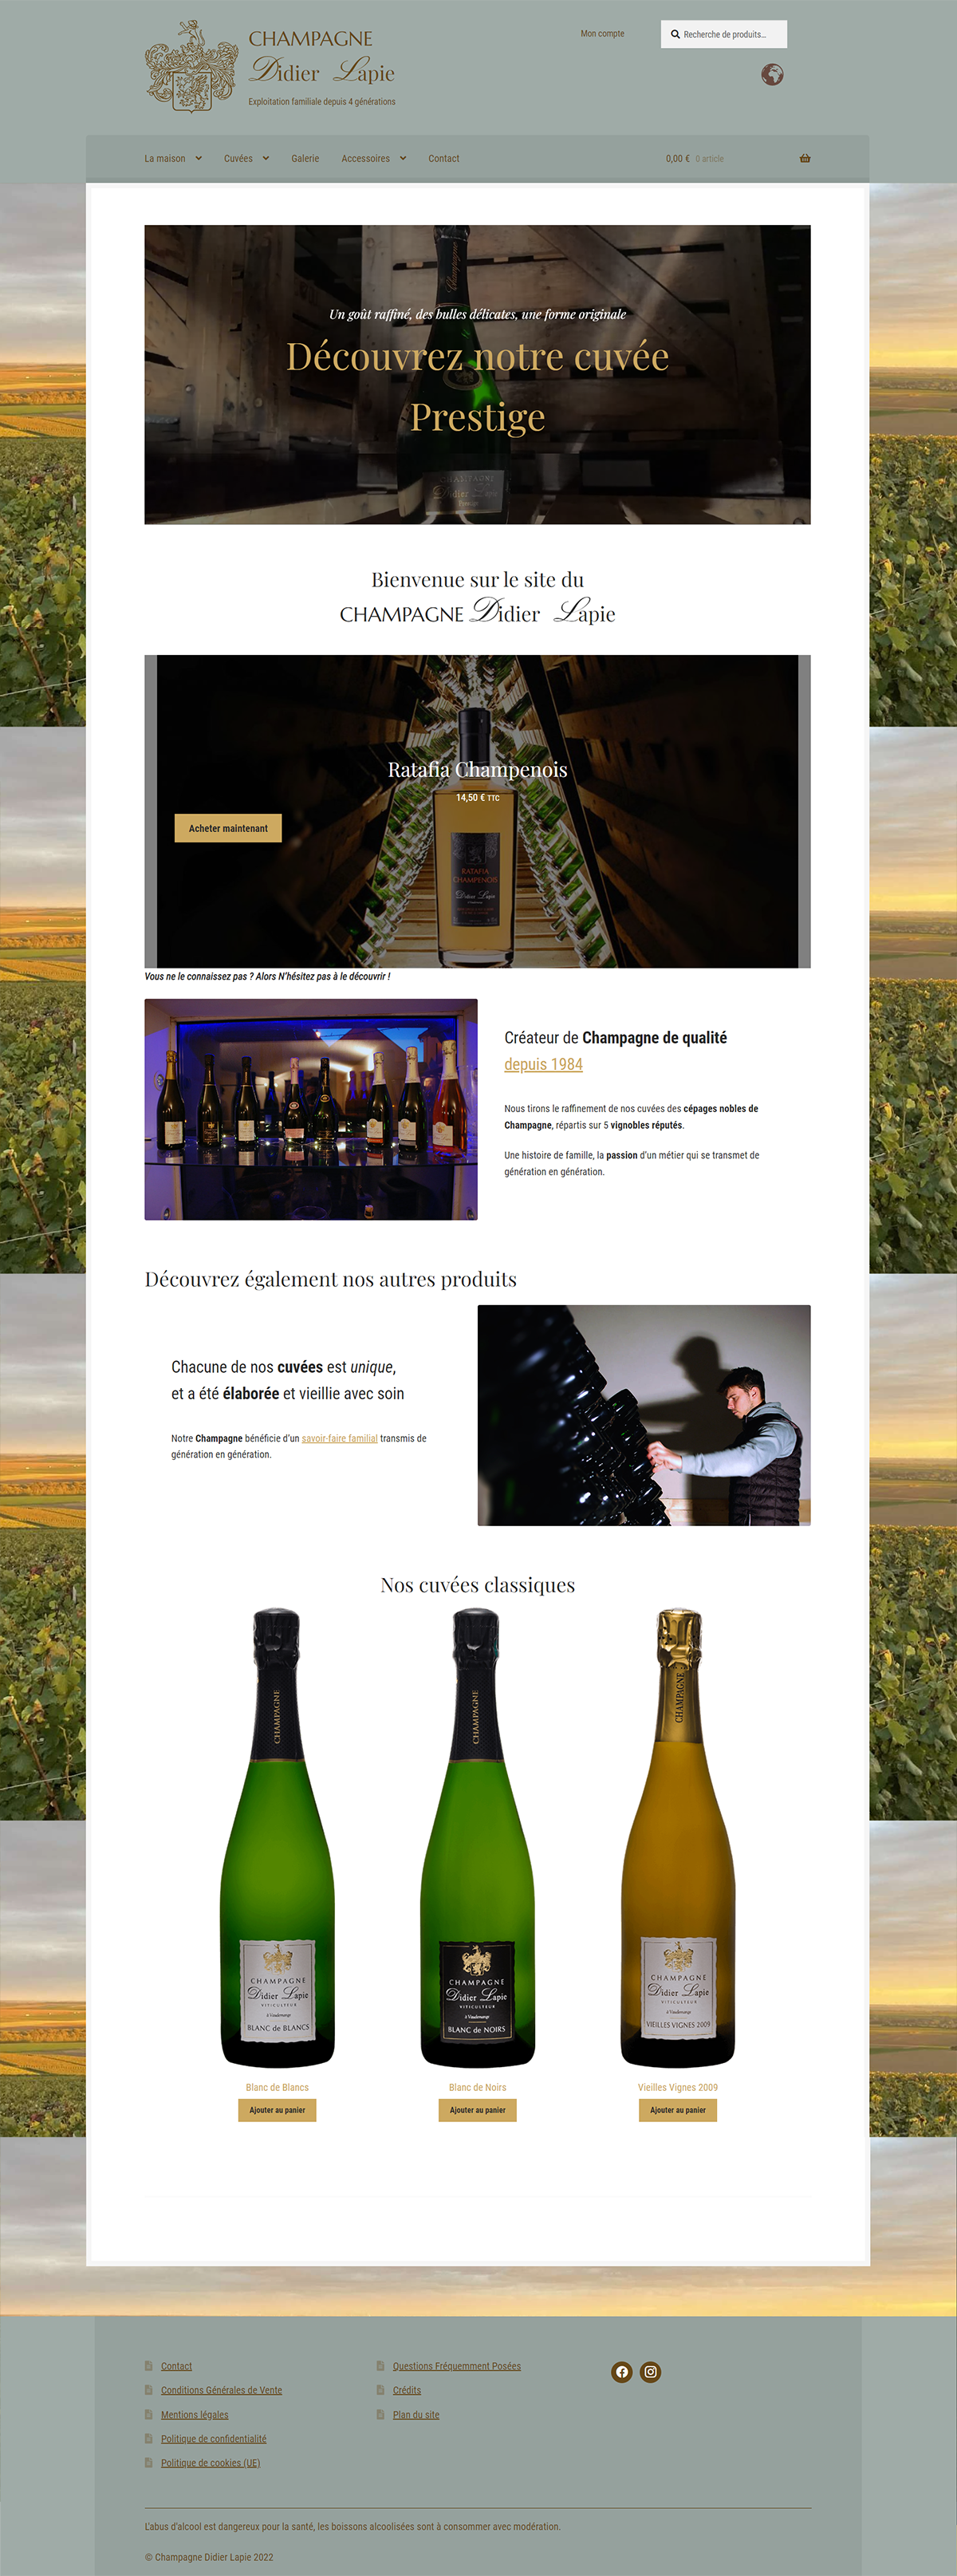 CHAMPAGNE
Didier Lapie
Exploitation familiale depuis 4 générations
Mon compte
Recherche de produits…
La maison
Cuvées
Galerie
Accessoires
Contact
0,00 € 0 article
Champagne
Un goût raffiné, des bulles délicates, une forme originale
Découvrez notre cuvée
Prestige
CHAMPAGNE
Didier Lapie
Bienvenue sur le site du
CHAMPAGNE Didier Lapie
Ratafia Champenois
14,50 € TTC
Acheter maintenant
RATAFIA
CHAMPENOIS
Didier Lapie
Vous ne le connaissez pas ? Alors N'hésitez pas à le découvrir !
Créateur de Champagne de qualité
depuis 1984
Nous tirons le raffinement de nos cuvées des cépages nobles de
Champagne, répartis sur 5 vignobles réputés.
Une histoire de famille, la passion d'un métier qui se transmet de
génération en génération.
Découvrez également nos autres produits
Chacune de nos cuvées est unique,
et a été élaborée et vieillie avec soin
Notre Champagne bénéficie d'un savoir-faire familial transmis de
génération en génération.
Nos cuvées classiques
CHAMPAGNE
CHAMPAGNE
Didier Lapie
VITICULTEUR
à Vandemange
BLANC de BLANCS
Blanc de Blancs
Ajouter au panier
CHAMPAGNE
CHAMPAGNE
Didier Lapie
VITICULTEUR
à Vandemange
BLANC de NOIRS
Blanc de Noirs
Ajouter au panier
CHAMPAGNE
CHAMPAGNE
Didier Lapie
VITICULTEUR
à Vandemange
VIEILLES VIGNES 2009
Vieilles Vignes 2009
Ajouter au panier
Contact
Conditions Générales de Vente
Mentions légales
Politique de confidentialité
Politique de cookies (UE)
Questions Fréquemment Posées
Crédits
Plan du site
L'abus d'alcool est dangereux pour la santé, les boissons alcoolisées sont à consommer avec modération.
© Champagne Didier Lapie 2022